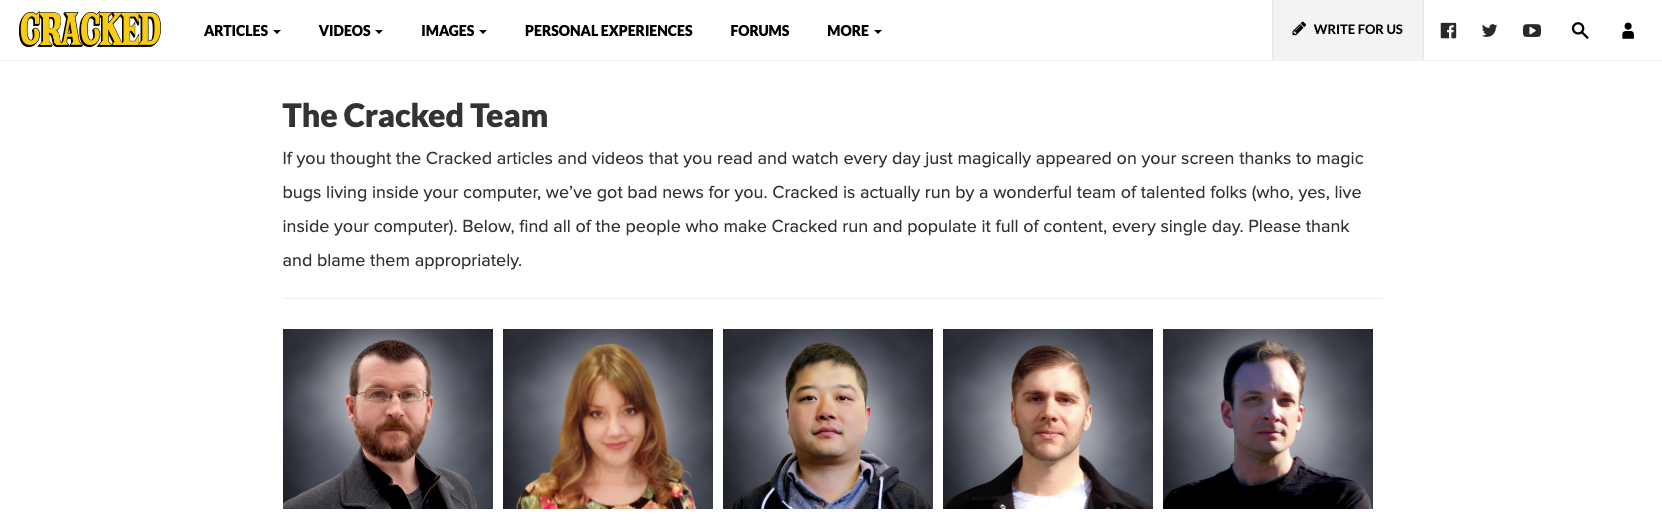 CRACKED ARTICLES VIDEOS IMAGES PERSONAL EXPERIENCES FORUMS MORE WRITE FOR US
The Cracked Team
If you thought the Cracked articles and videos that you read and watch every day just magically appeared on your screen thanks to magic
bugs living inside your computer, we’ve got bad news for you. Cracked is actually run by a wonderful team of talented folks (who, yes, live
inside your computer). Below, find all of the people who make Cracked run and populate it full of content, every single day. Please thank
and blame them appropriately.